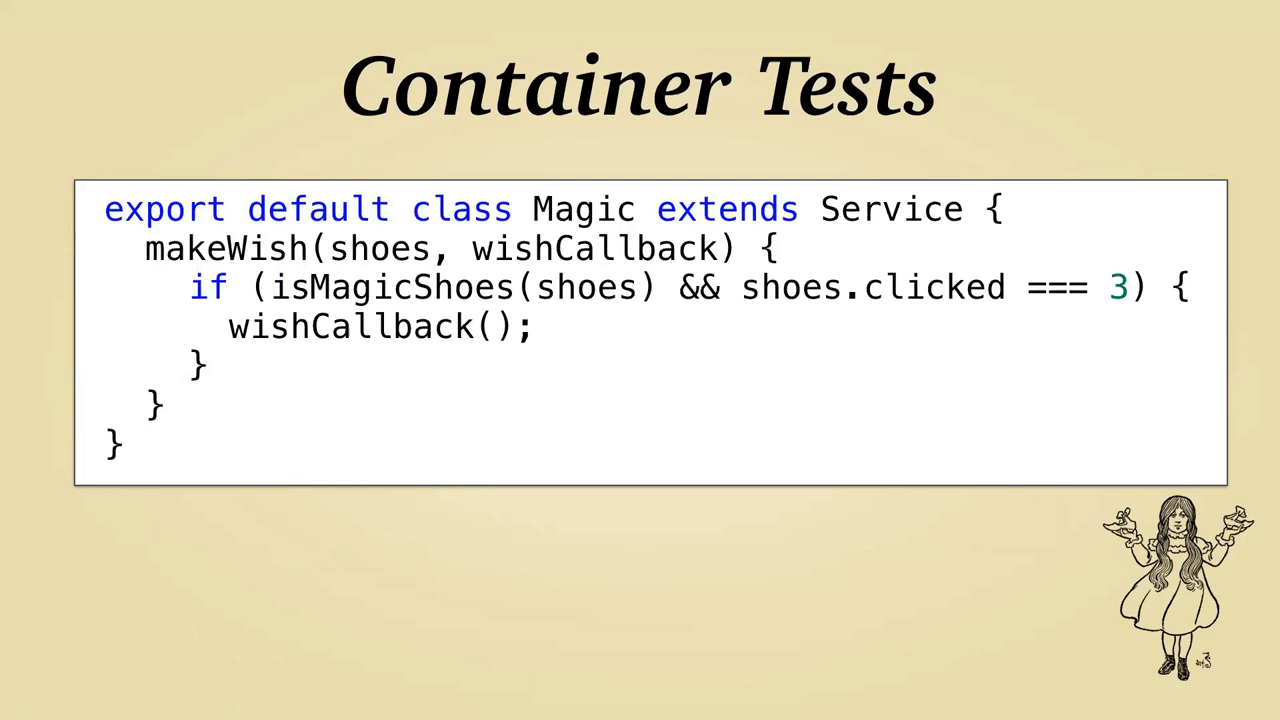 Container Tests
export default class Magic extends Service {
  makeWish(shoes, wishCallback) {
    if (isMagicShoes(shoes) && shoes.clicked === 3) {
      wishCallback();
    }
  }
}